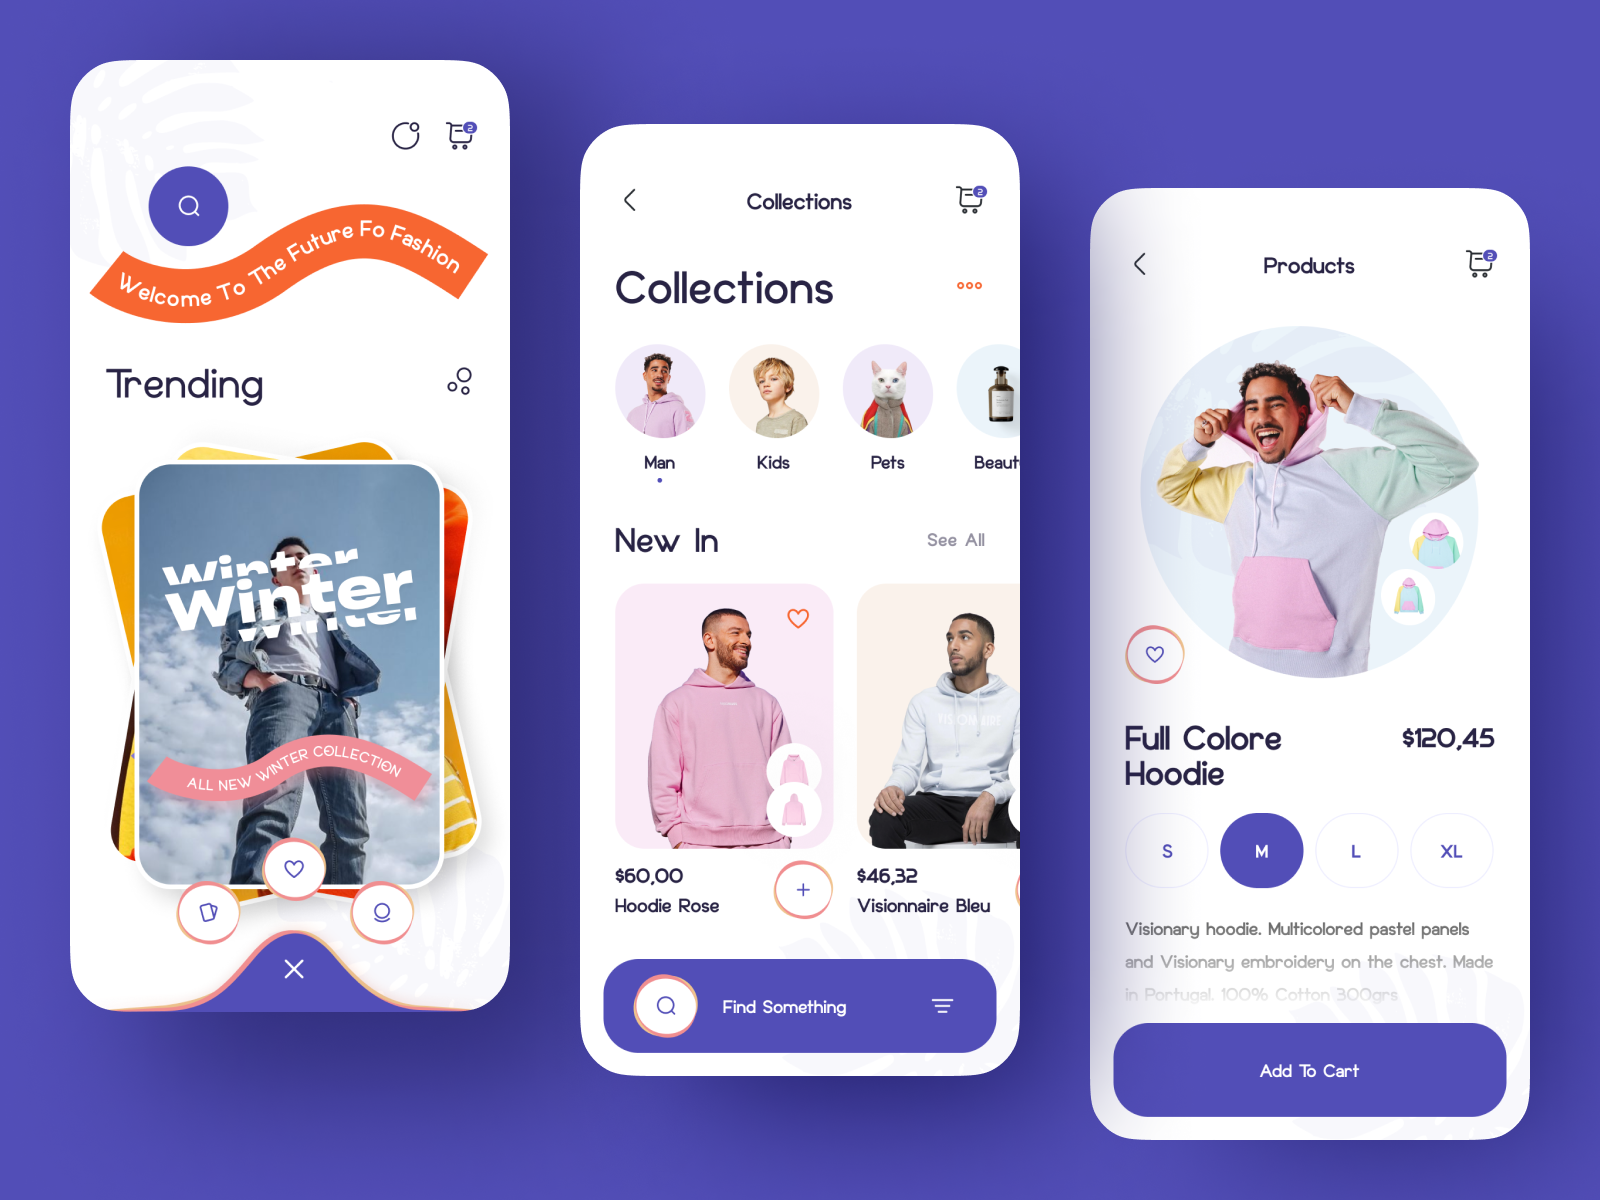 2
Welcome To The Future Fo Fashion
Trending
Winter
Winter
Winter.
ALL NEW WINTER COLLECTION
Collections
2
Collections
Man
Kids
Pets
Beaut
New In
See All
VISIONNAIRE
$60,00
Hoodie Rose
$46,32
Visionnaire Bleu
Find Something
Products
2
Full Colore
Hoodie
$120,45
S
M
L
XL
Visionary hoodie. Multicolored pastel panels
and Visionary embroidery on the chest. Made
in Portugal. 100% Cotton 300grs
Add To Cart